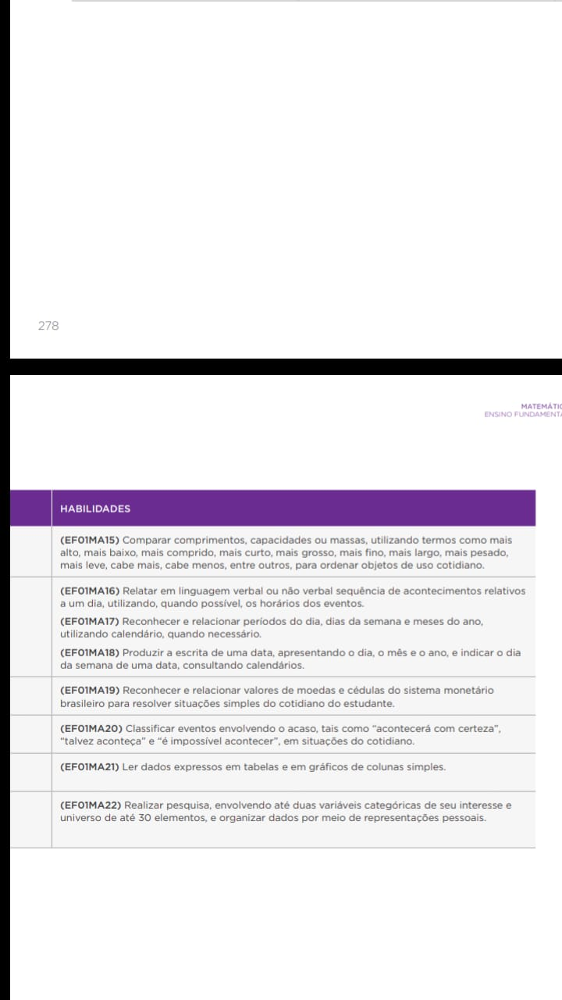 278
MATEMÁTIC
ENSINO FUNDAMENTA
HABILIDADES
(EF01MA15) Comparar comprimentos, capacidades ou massas, utilizando termos como mais
alto, mais baixo, mais comprido, mais curto, mais grosso, mais fino, mais largo, mais pesado,
mais leve, cabe mais, cabe menos, entre outros, para ordenar objetos de uso cotidiano.
(EF01MA16) Relatar em linguagem verbal ou não verbal sequência de acontecimentos relativos
a um dia, utilizando, quando possível, os horários dos eventos.
(EF01MA17) Reconhecer e relacionar períodos do dia, dias da semana e meses do ano,
utilizando calendário, quando necessário.
(EF01MA18) Produzir a escrita de uma data, apresentando o dia, o mês e o ano, e indicar o dia
da semana de uma data, consultando calendários.
(EF01MA19) Reconhecer e relacionar valores de moedas e cédulas do sistema monetário
brasileiro para resolver situações simples do cotidiano do estudante.
(EF01MA20) Classificar eventos envolvendo o acaso, tais como “acontecerá com certeza”,
“talvez aconteça” e “é impossível acontecer”, em situações do cotidiano.
(EF01MA21) Ler dados expressos em tabelas e em gráficos de colunas simples.
(EF01MA22) Realizar pesquisa, envolvendo até duas variáveis categóricas de seu interesse e
universo de até 30 elementos, e organizar dados por meio de representações pessoais.